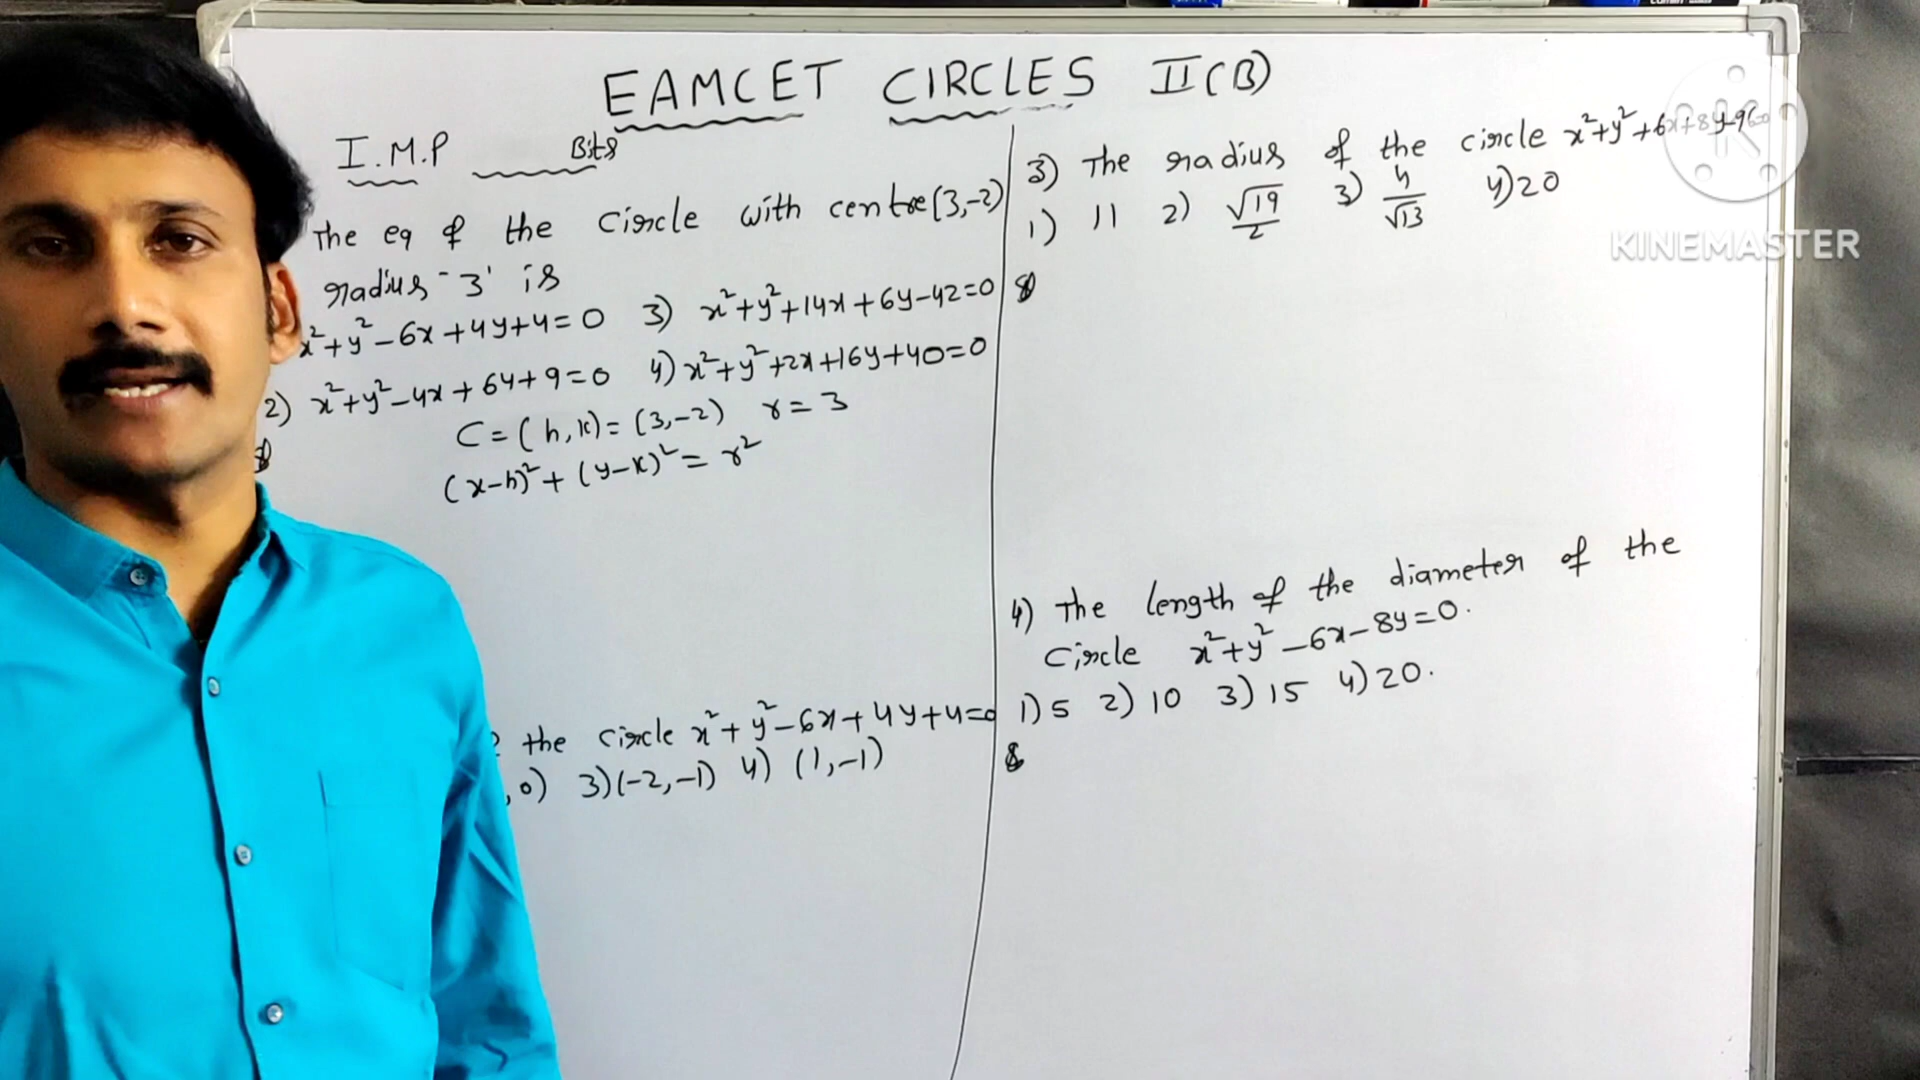 EAMCET CIRCLES II(B)
I.M.P Bits
The eq of the circle with centre (3,-2)
radius '3' is
x²+y²-6x+4y+4=0 3) x²+y²+14x+6y-42=0
2) x²+y²-4x+6y+9=0 4) x²+y²+2x+16y+40=0
C=(h,k)=(3,-2) r=3
(x-h)²+(y-k)²=r²
the circle x²+y²-6x+4y+4=0
,0) 3)(-2,-1) 4) (1,-1)
3) The radius of the circle x²+y²+6x+8y-96=0
1) 11 2) √19/2 3) 4/√13 4) 20
4) The length of the diameter of the
circle x²+y²-6x-8y=0.
1) 5 2) 10 3) 15 4) 20.
KINEMASTER